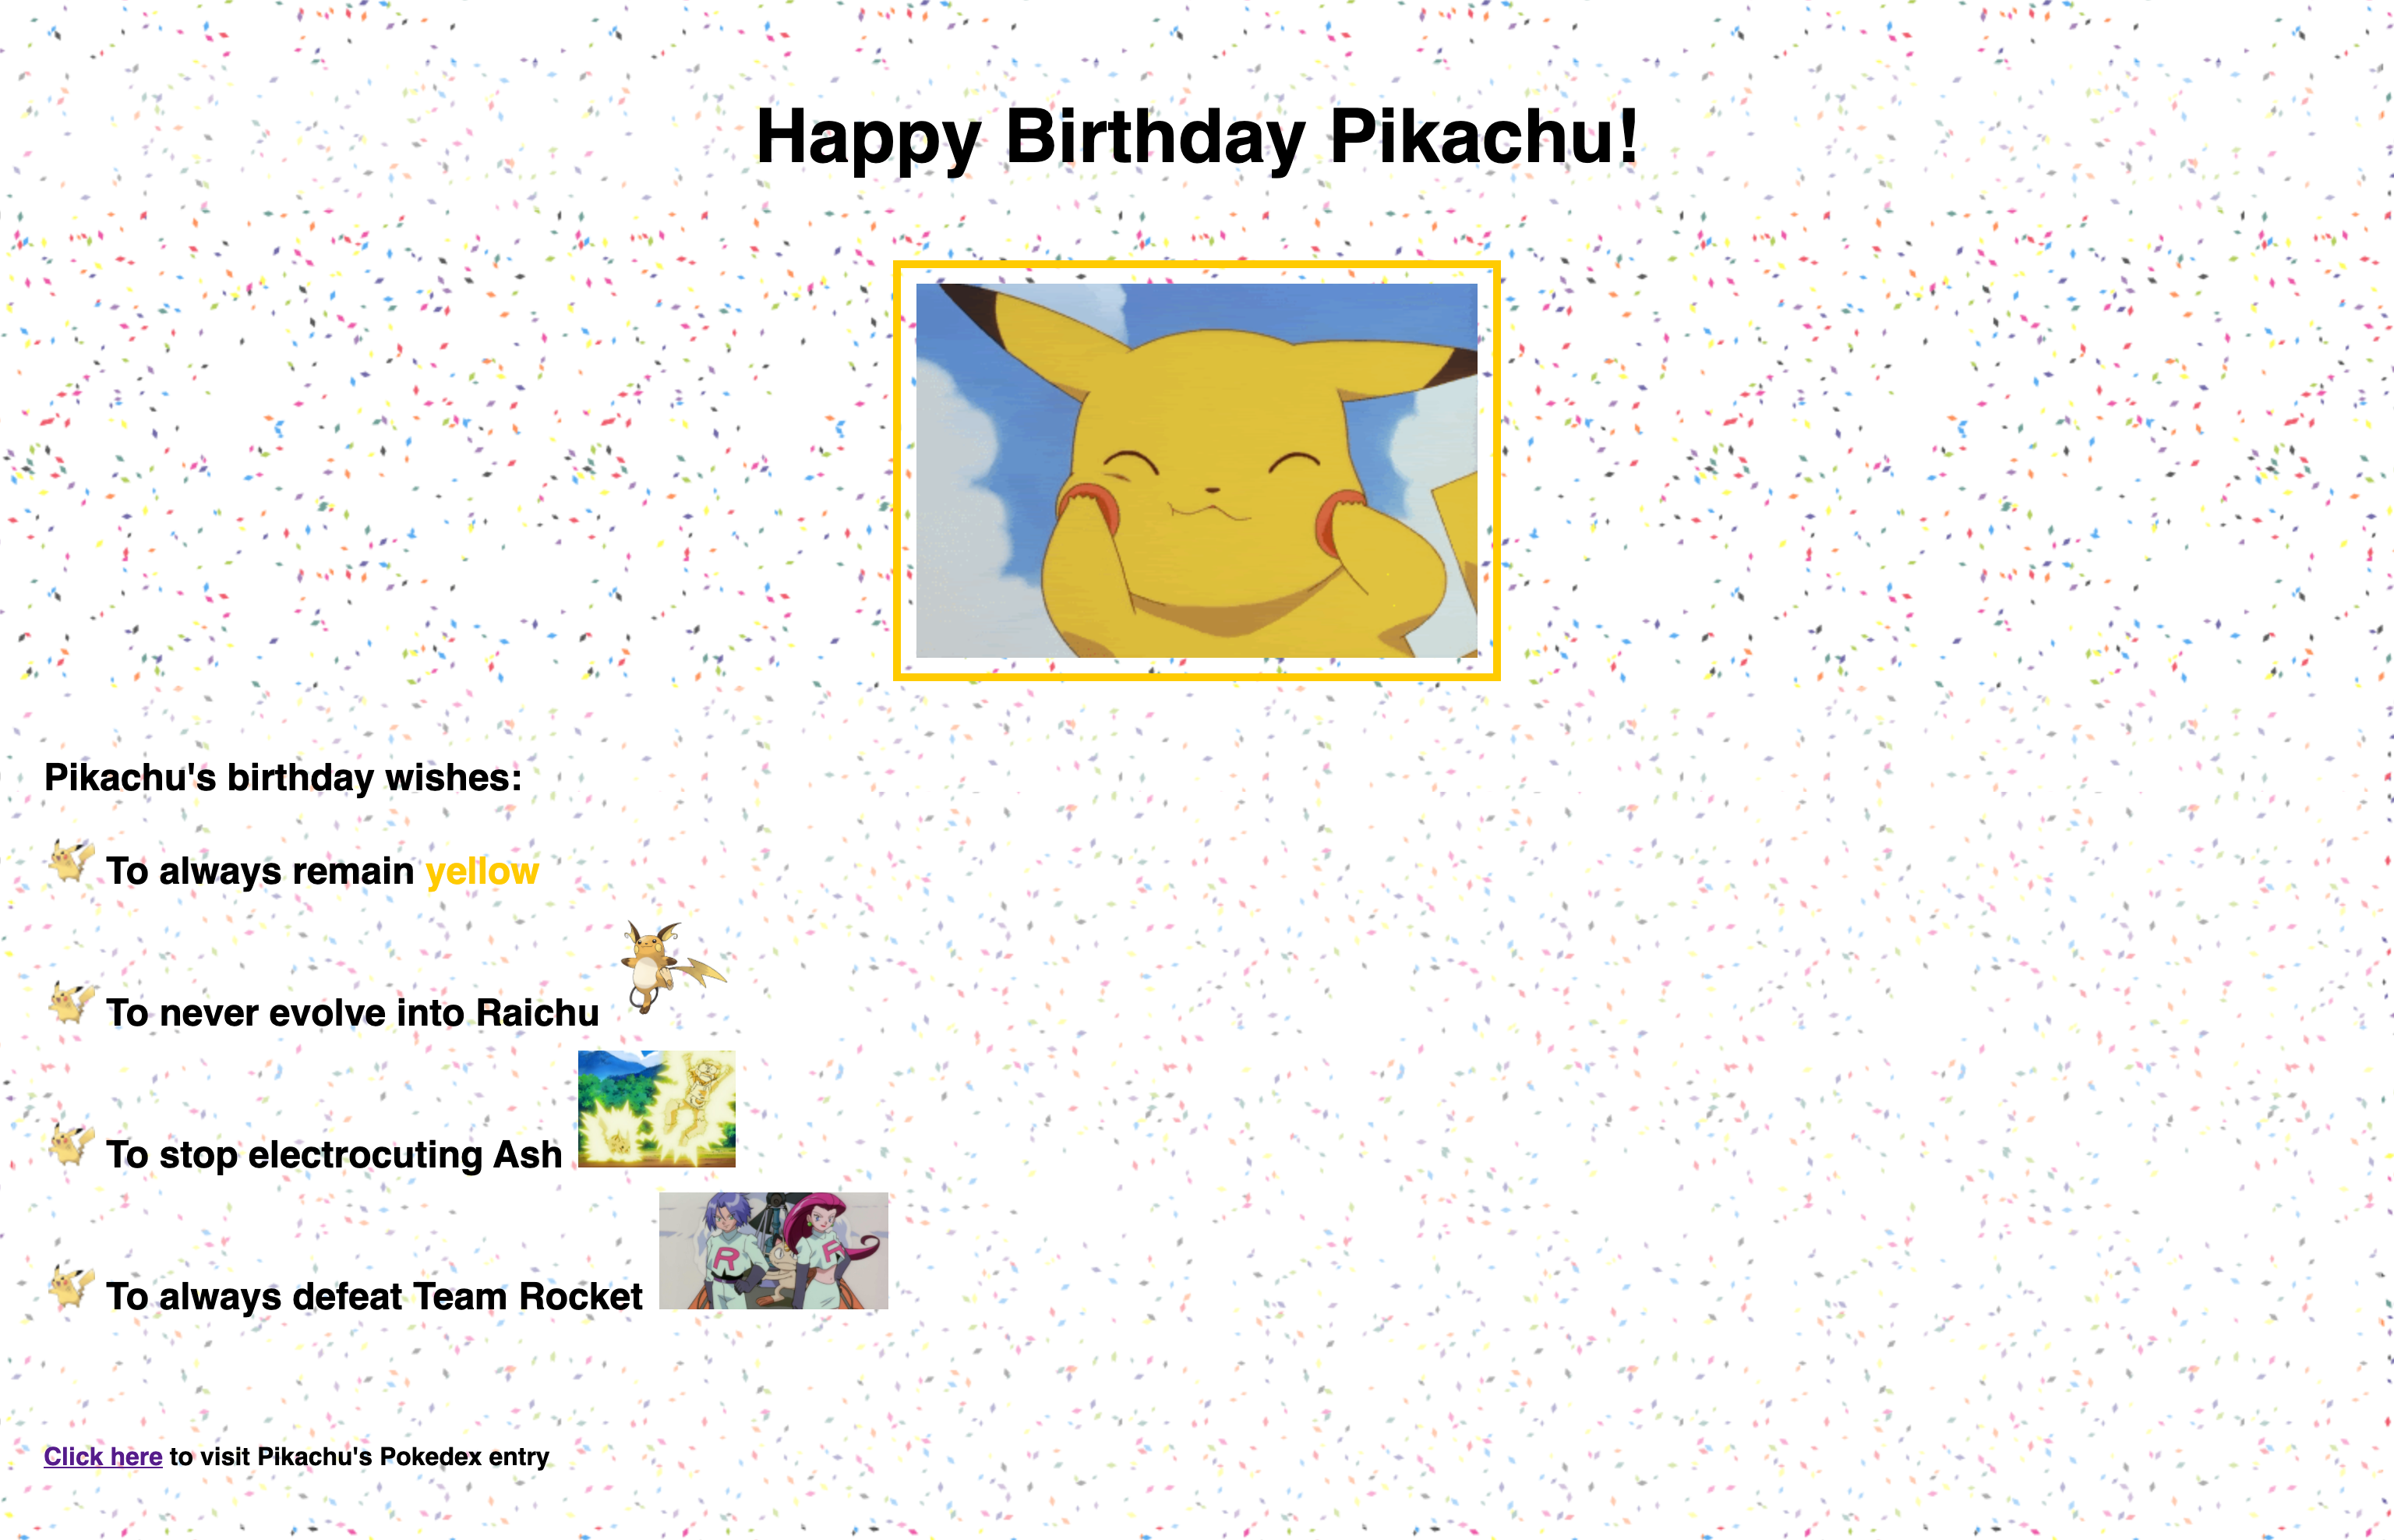 Happy Birthday Pikachu!
Pikachu's birthday wishes:
To always remain yellow
To never evolve into Raichu
To stop electrocuting Ash
To always defeat Team Rocket
R R
Click here to visit Pikachu's Pokedex entry